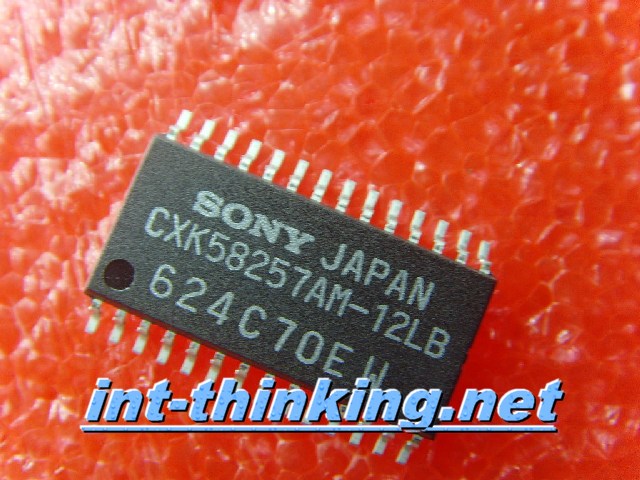 SONY JAPAN
CXK58257AM-12LB
624C70E W
int-thinking.net